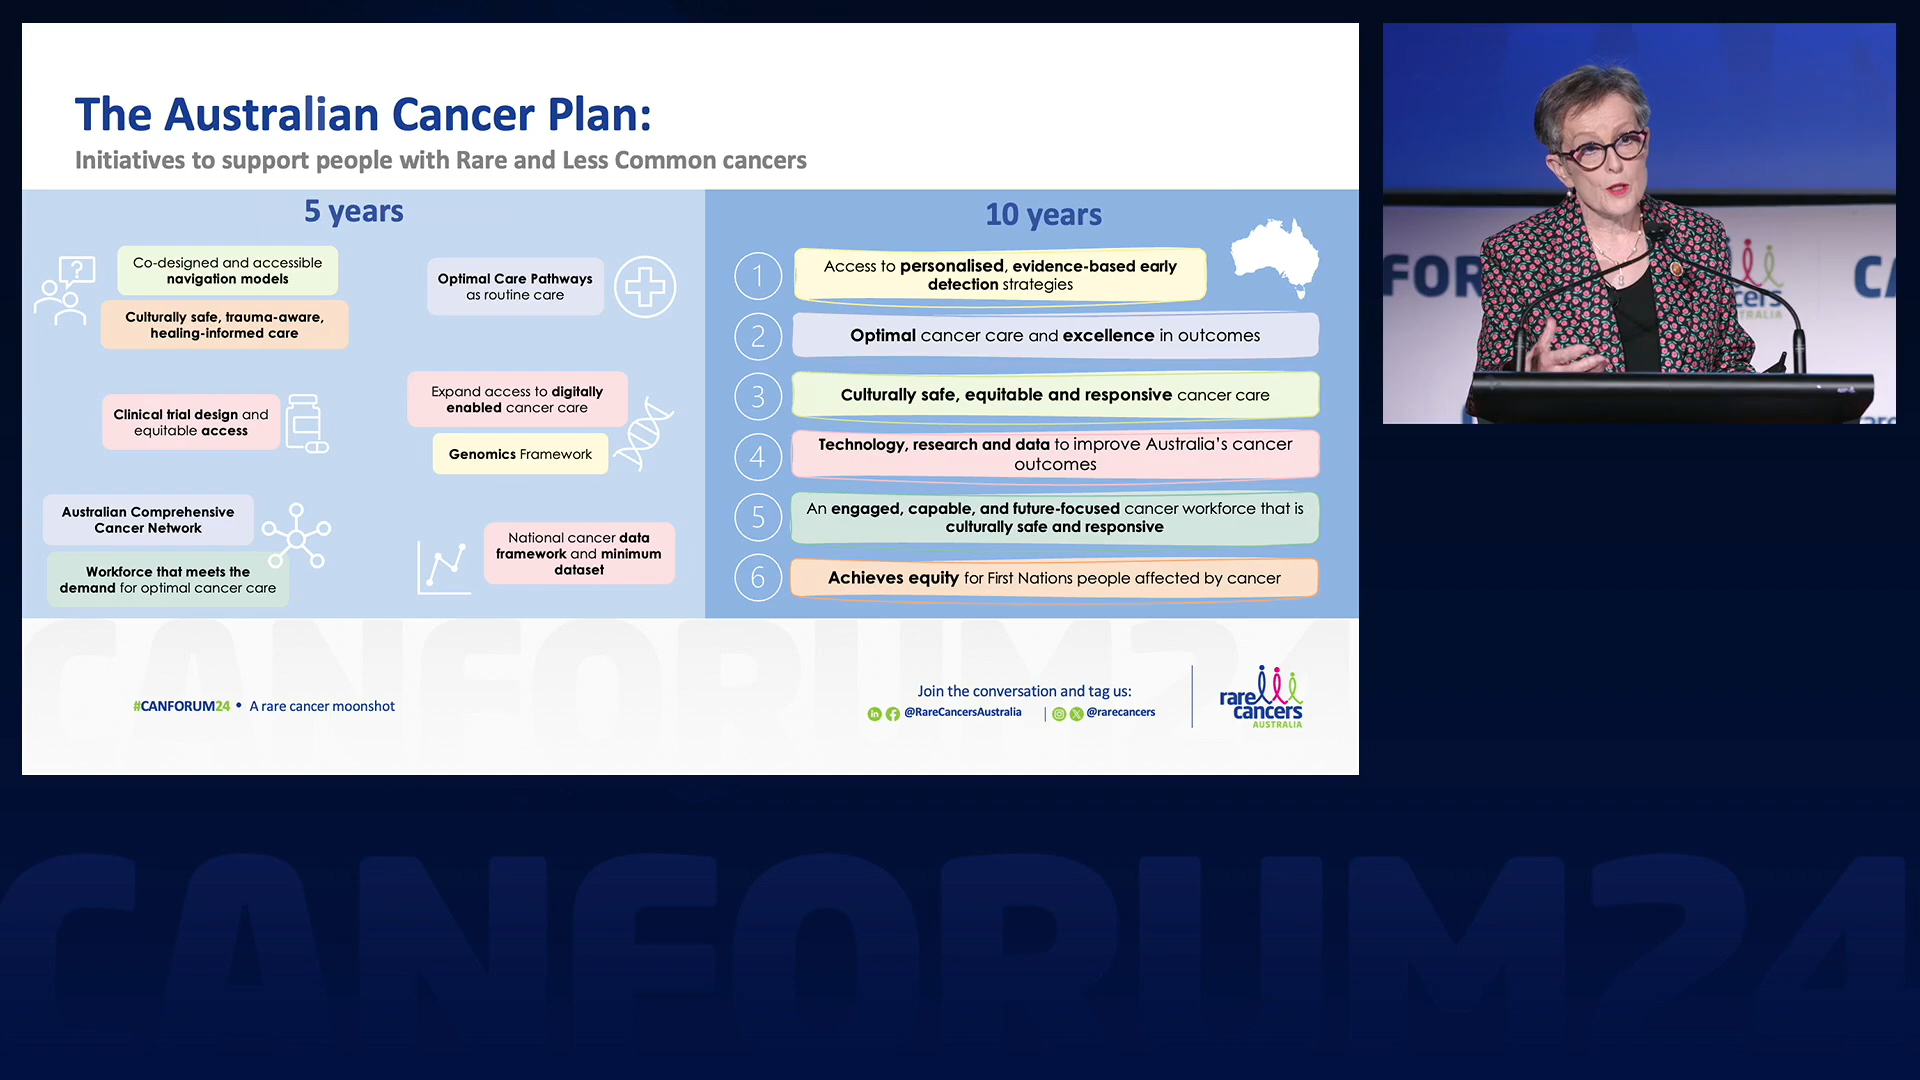 The Australian Cancer Plan:
Initiatives to support people with Rare and Less Common cancers
5 years
Co-designed and accessible
navigation models
Culturally safe, trauma-aware,
healing-informed care
?
Optimal Care Pathways
as routine care
Clinical trial design and
equitable access
Expand access to digitally
enabled cancer care
Genomics Framework
Australian Comprehensive
Cancer Network
Workforce that meets the
demand for optimal cancer care
National cancer data
framework and minimum
dataset
10 years
1
Access to personalised, evidence-based early
detection strategies
2
Optimal cancer care and excellence in outcomes
3
Culturally safe, equitable and responsive cancer care
4
Technology, research and data to improve Australia's cancer
outcomes
5
An engaged, capable, and future-focused cancer workforce that is
culturally safe and responsive
6
Achieves equity for First Nations people affected by cancer
CANFORUM24
#CANFORUM24 • A rare cancer moonshot
Join the conversation and tag us:
@RareCancersAustralia | @rarecancers
rare
cancers
AUSTRALIA
FOR
cers
TRALIA
CA
rare
CANFORUM24